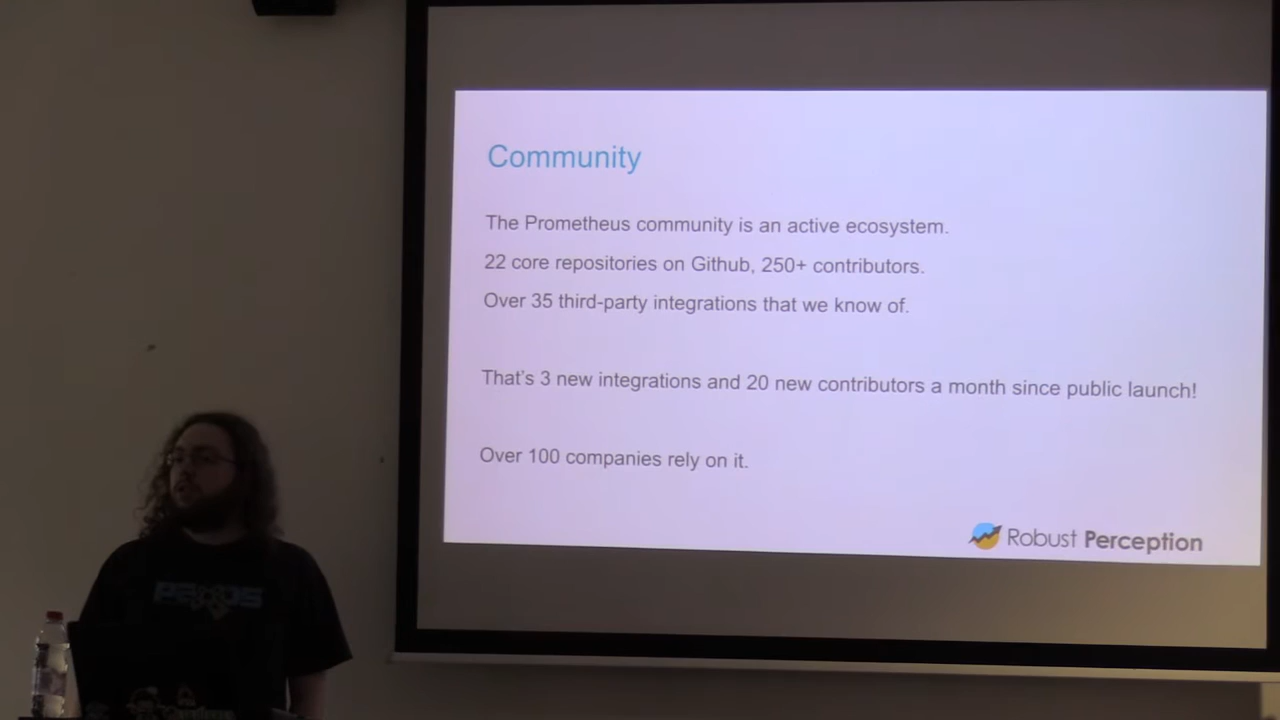 Community
The Prometheus community is an active ecosystem.
22 core repositories on Github, 250+ contributors.
Over 35 third-party integrations that we know of.
That's 3 new integrations and 20 new contributors a month since public launch!
Over 100 companies rely on it.
Robust Perception